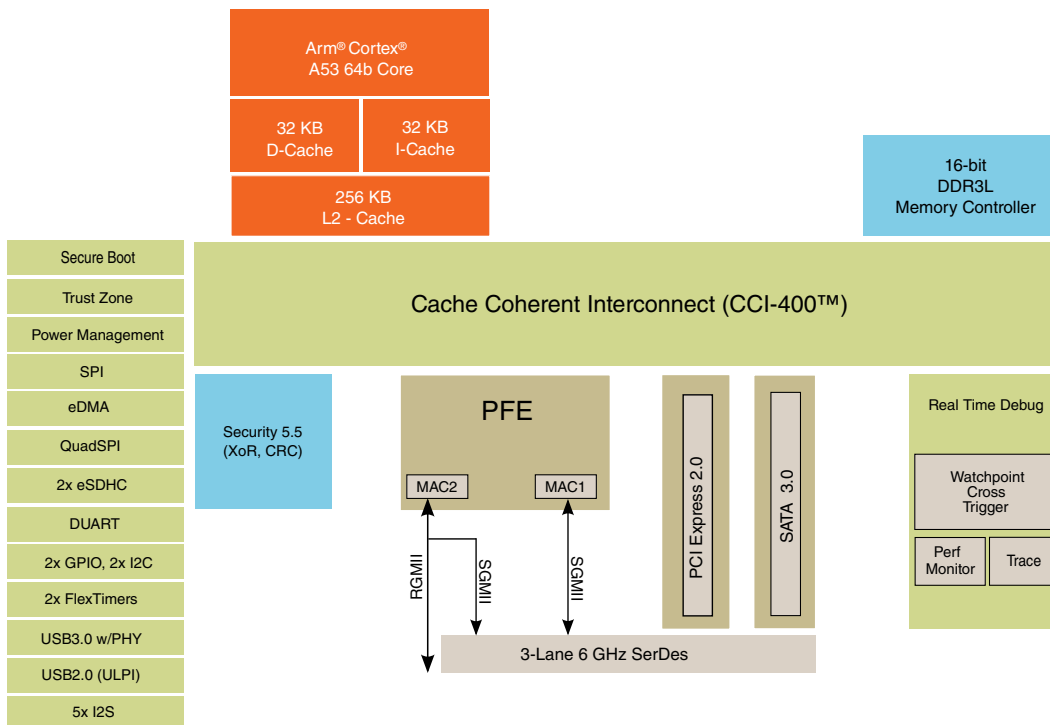 Arm® Cortex®
A53 64b Core
32 KB
D-Cache
32 KB
I-Cache
256 KB
L2 - Cache
16-bit
DDR3L
Memory Controller
Secure Boot
Trust Zone
Power Management
SPI
eDMA
QuadSPI
2x eSDHC
DUART
2x GPIO, 2x I2C
2x FlexTimers
USB3.0 w/PHY
USB2.0 (ULPI)
5x I2S
Cache Coherent Interconnect (CCI-400™)
Security 5.5
(XoR, CRC)
PFE
MAC2
MAC1
RGMII
SGMII
SGMII
3-Lane 6 GHz SerDes
PCI Express 2.0
SATA 3.0
Real Time Debug
Watchpoint
Cross
Trigger
Perf
Monitor
Trace